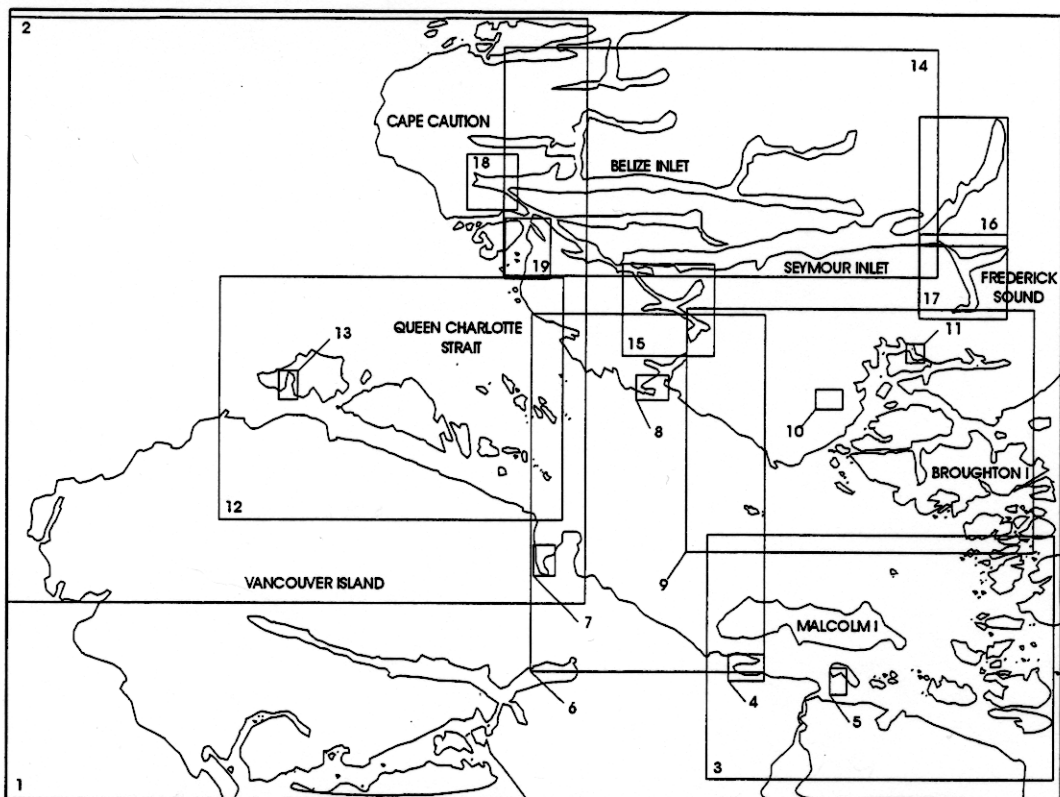 2
14
CAPE CAUTION
18
BELIZE INLET
16
19
SEYMOUR INLET
FREDERICK
SOUND
17
QUEEN CHARLOTTE
STRAIT
13
15
11
8
10
BROUGHTON I
12
VANCOUVER ISLAND
9
7
MALCOLM I
6
4
5
3
1